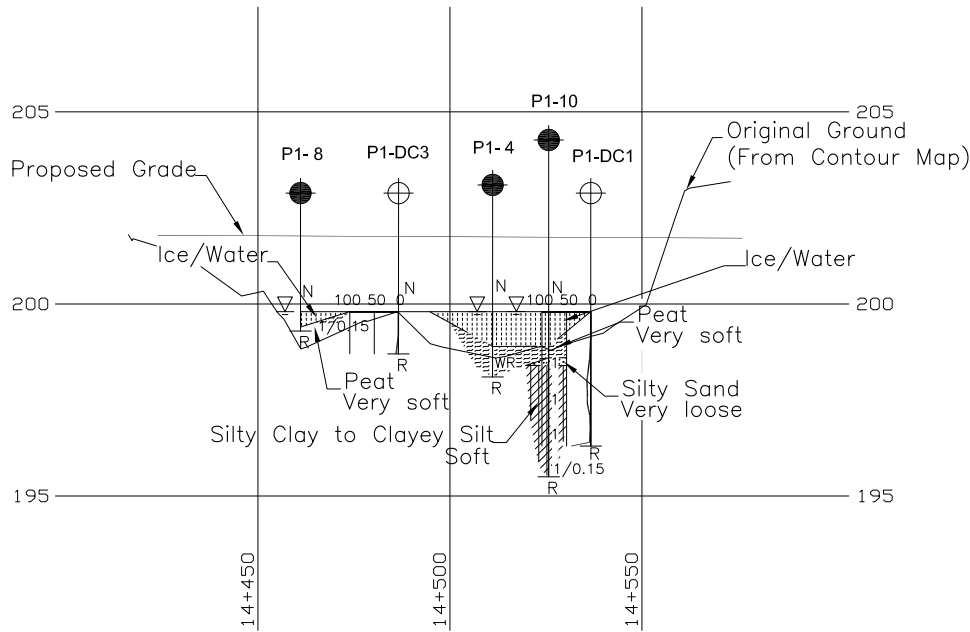 P1-10
205
205
P1- 8
P1-DC3
P1- 4
P1-DC1
Original Ground
(From Contour Map)
Proposed Grade
Ice/Water
Ice/Water
N
N
N
N
200
100 50 0
100 50 0
200
1/0.15
R
R
Peat
Very soft
Peat
Very soft
WR
1
R
Silty Sand
Very loose
1
Silty Clay to Clayey Silt
Soft
1
R
1/0.15
R
195
195
14+450
14+500
14+550